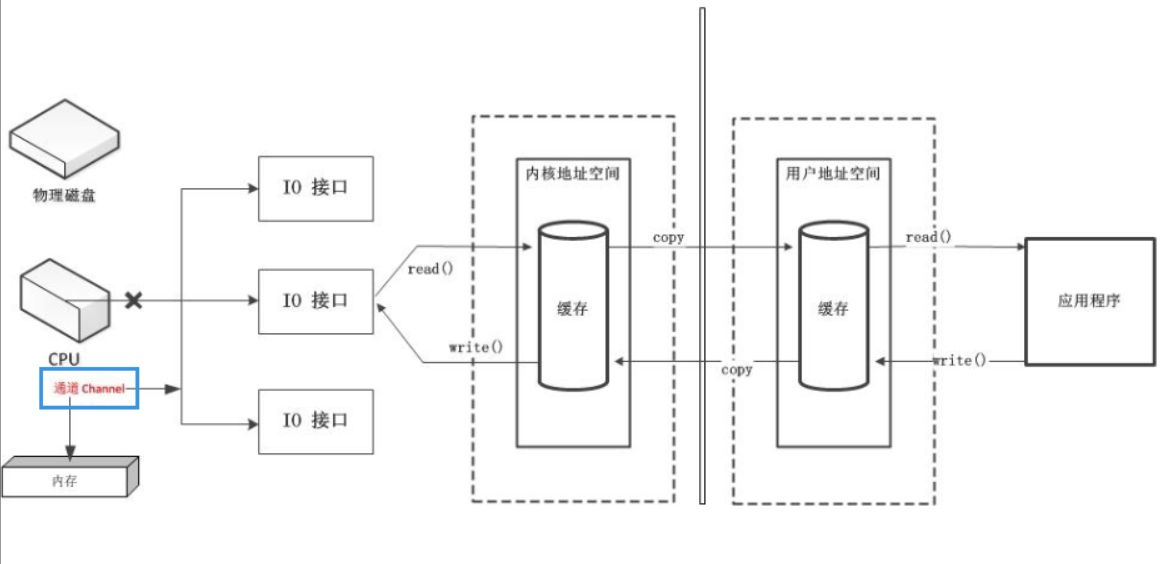 物理磁盘
CPU
通道 Channel
内存
IO 接口
IO 接口
IO 接口
read()
write()
内核地址空间
缓存
copy
copy
用户地址空间
缓存
read()
write()
应用程序